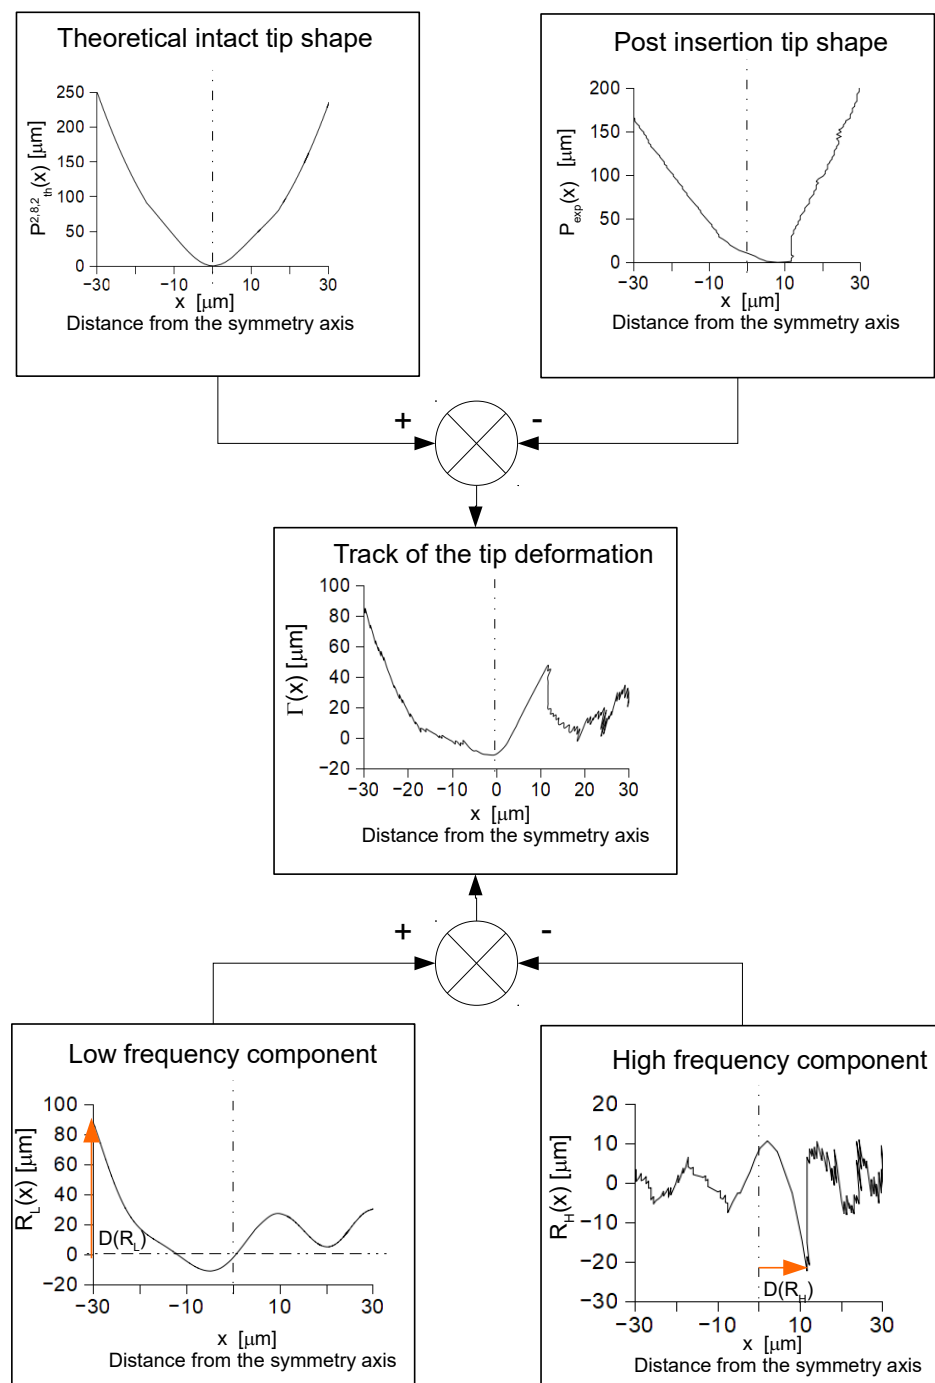 Theoretical intact tip shape
P2,8,2th(x) [μm]
250
200
150
100
50
0
−30
−10
10
30
x [μm]
Distance from the symmetry axis
Post insertion tip shape
Pexp(x) [μm]
200
150
100
50
0
−30
−10
10
30
x [μm]
Distance from the symmetry axis
+
-
Track of the tip deformation
Γ(x) [μm]
100
80
60
40
20
0
−20
−30
−20
−10
0
10
20
30
x [μm]
Distance from the symmetry axis
+
-
Low frequency component
RL(x) [μm]
100
80
60
40
20
0
−20
D(RL)
−30
−10
0
10
30
x [μm]
Distance from the symmetry axis
High frequency component
RH(x) [μm]
20
10
0
−10
−20
−30
D(RH)
−30
−10
10
30
x [μm]
Distance from the symmetry axis